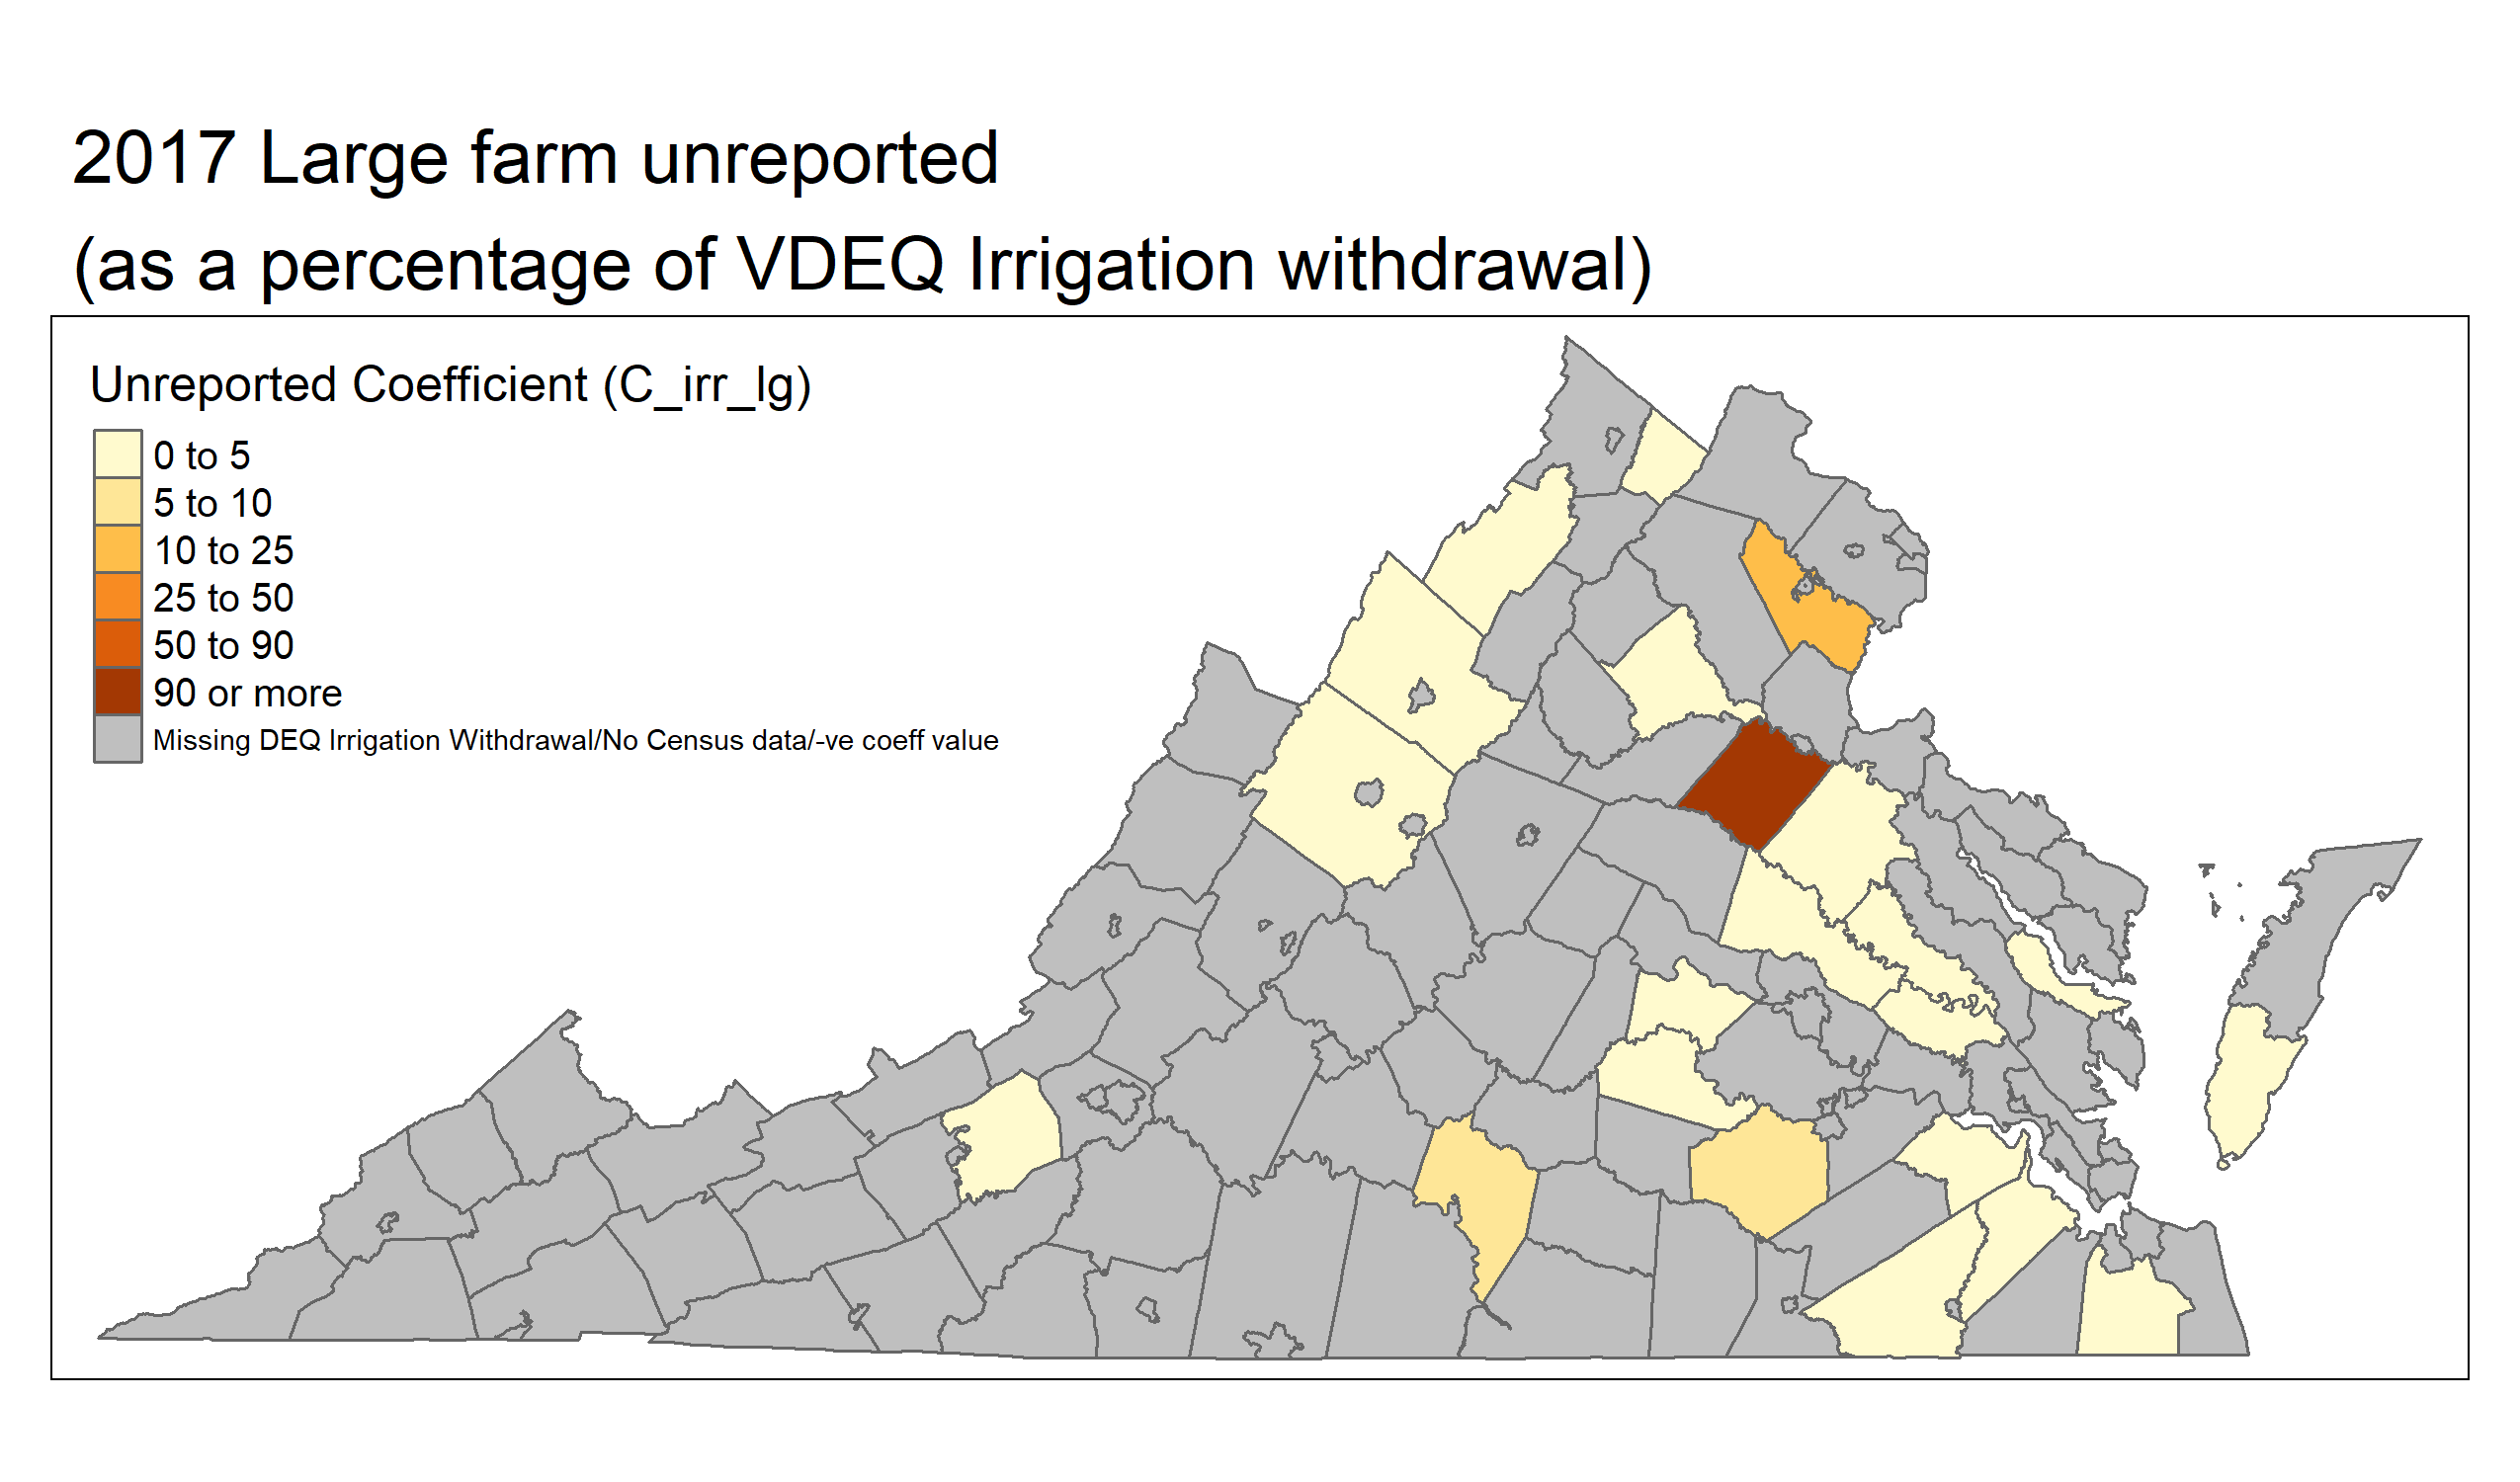 2017 Large farm unreported
(as a percentage of VDEQ Irrigation withdrawal)
Unreported Coefficient (C_irr_lg)
0 to 5
5 to 10
10 to 25
25 to 50
50 to 90
90 or more
Missing DEQ Irrigation Withdrawal/No Census data/-ve coeff value